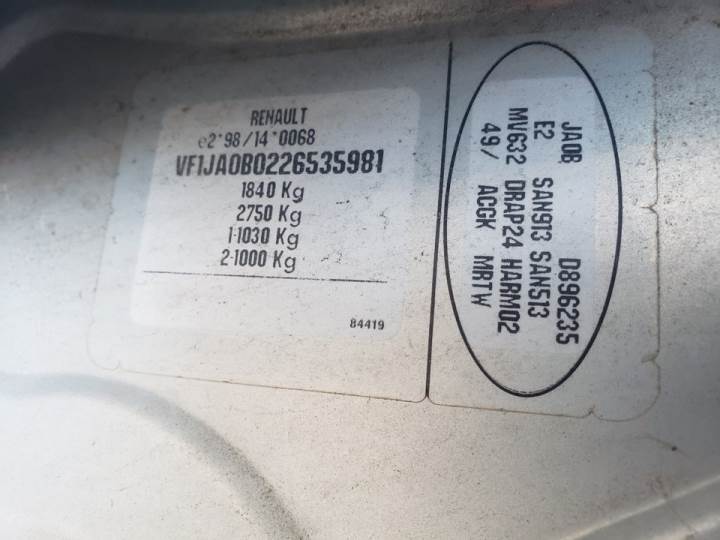 RENAULT
e2*98/14*0068
VF1JA0B0226535981
1840 Kg
2750 Kg
1-1030 Kg
2-1000 Kg
84419
JA0B D896235
E2 SAN913 SAN513
MV632 DRAP24 HARM02
49/ ACGK MRTW